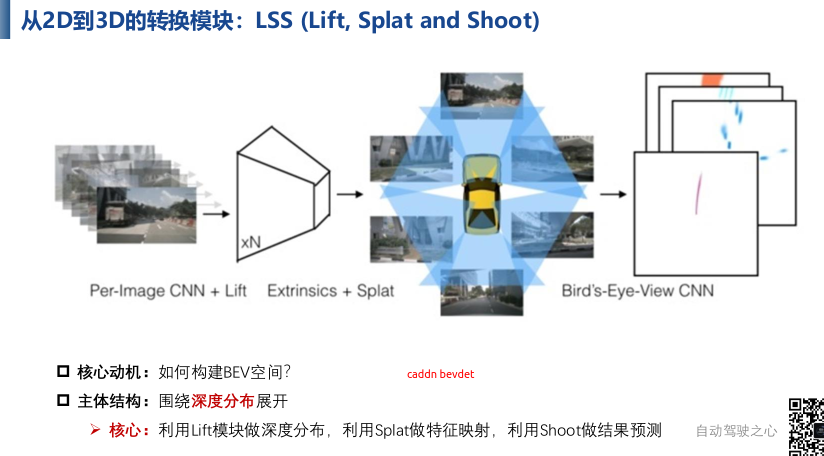 从2D到3D的转换模块：LSS (Lift, Splat and Shoot)
xN
Per-Image CNN + Lift
Extrinsics + Splat
Bird's-Eye-View CNN
核心动机：如何构建BEV空间？
caddn bevdet
主体结构：围绕深度分布展开
核心：利用Lift模块做深度分布，利用Splat做特征映射，利用Shoot做结果预测
自动驾驶之心